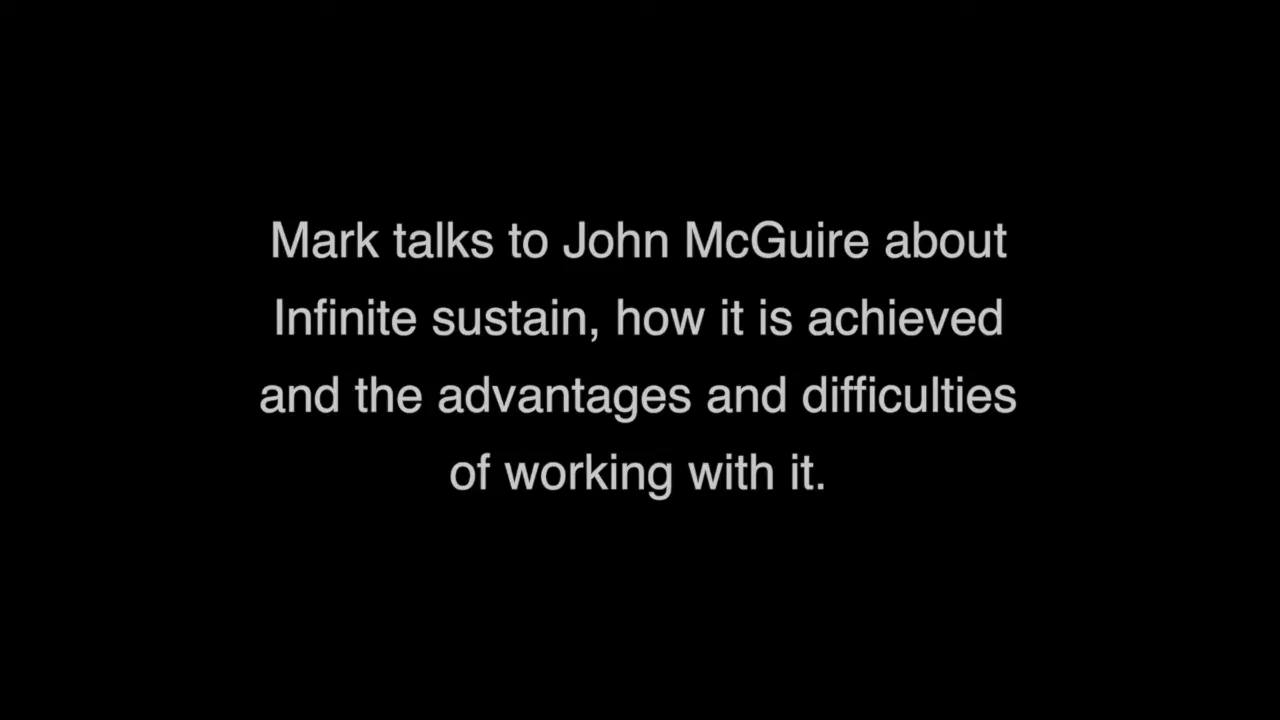 Mark talks to John McGuire about
Infinite sustain, how it is achieved
and the advantages and difficulties
of working with it.